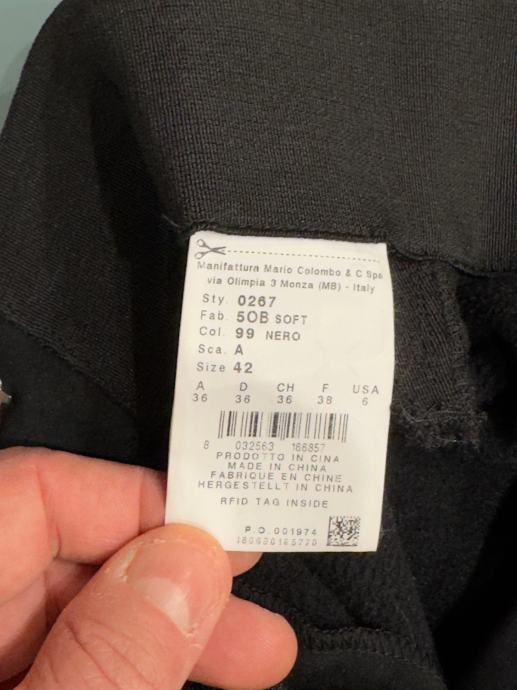 Manifattura Mario Colombo & C Spa
via Olimpia 3 Monza (MB) - Italy
Sty. 0267
Fab. 5OB SOFT
Col. 99 NERO
Sca. A
Size 42
A D CH F USA
36 36 36 38 6
8 032563 166857
PRODOTTO IN CINA
MADE IN CHINA
FABRIQUE EN CHINE
HERGESTELLT IN CHINA
RFID TAG INSIDE
P.O. 001974